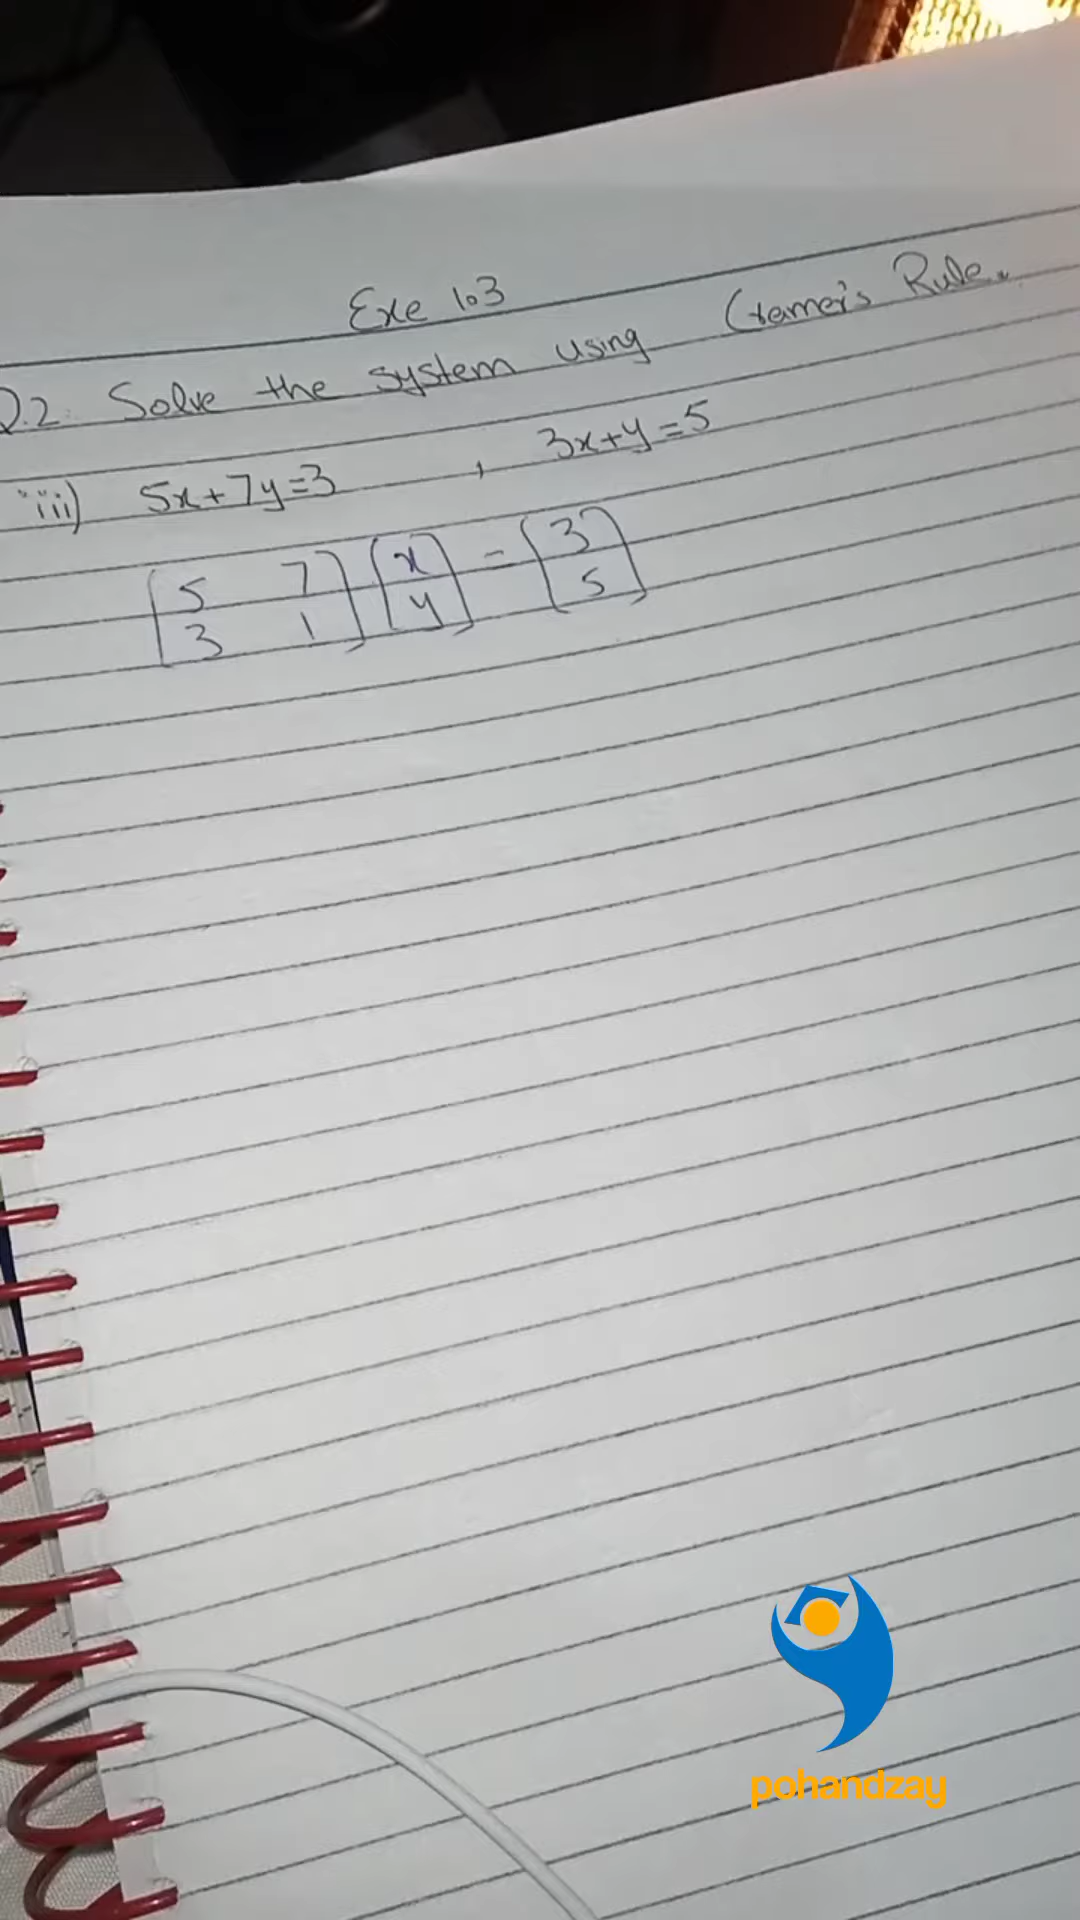 Exe 1.3
Q.2 Solve the system using Cramer's Rule.
iii) 5x+7y=3 , 3x+y=5
[5 7] [x] = [3]
[3 1] [y] [5]
pohandzay